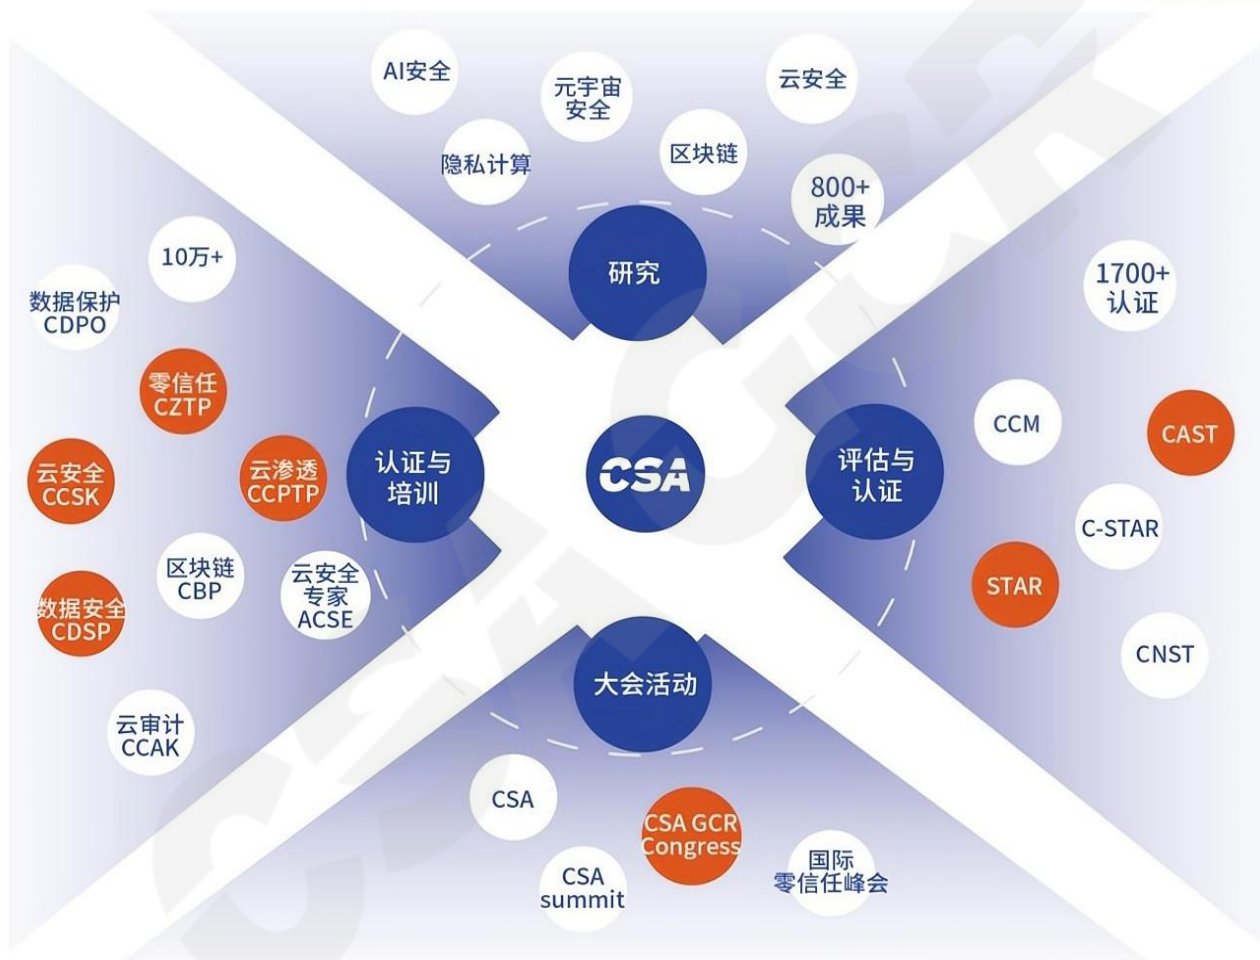 AI安全
元宇宙
安全
云安全
隐私计算
区块链
800+
成果
研究
10万+
数据保护
CDPO
零信任
CZTP
云安全
CCSK
云渗透
CCPTP
认证与
培训
区块链
CBP
云安全
专家
ACSE
数据安全
CDSP
云审计
CCAK
CSA
评估与
认证
1700+
认证
CCM
CAST
C-STAR
STAR
CNST
大会活动
CSA
CSA GCR
Congress
CSA
summit
国际
零信任峰会
CSA GCR